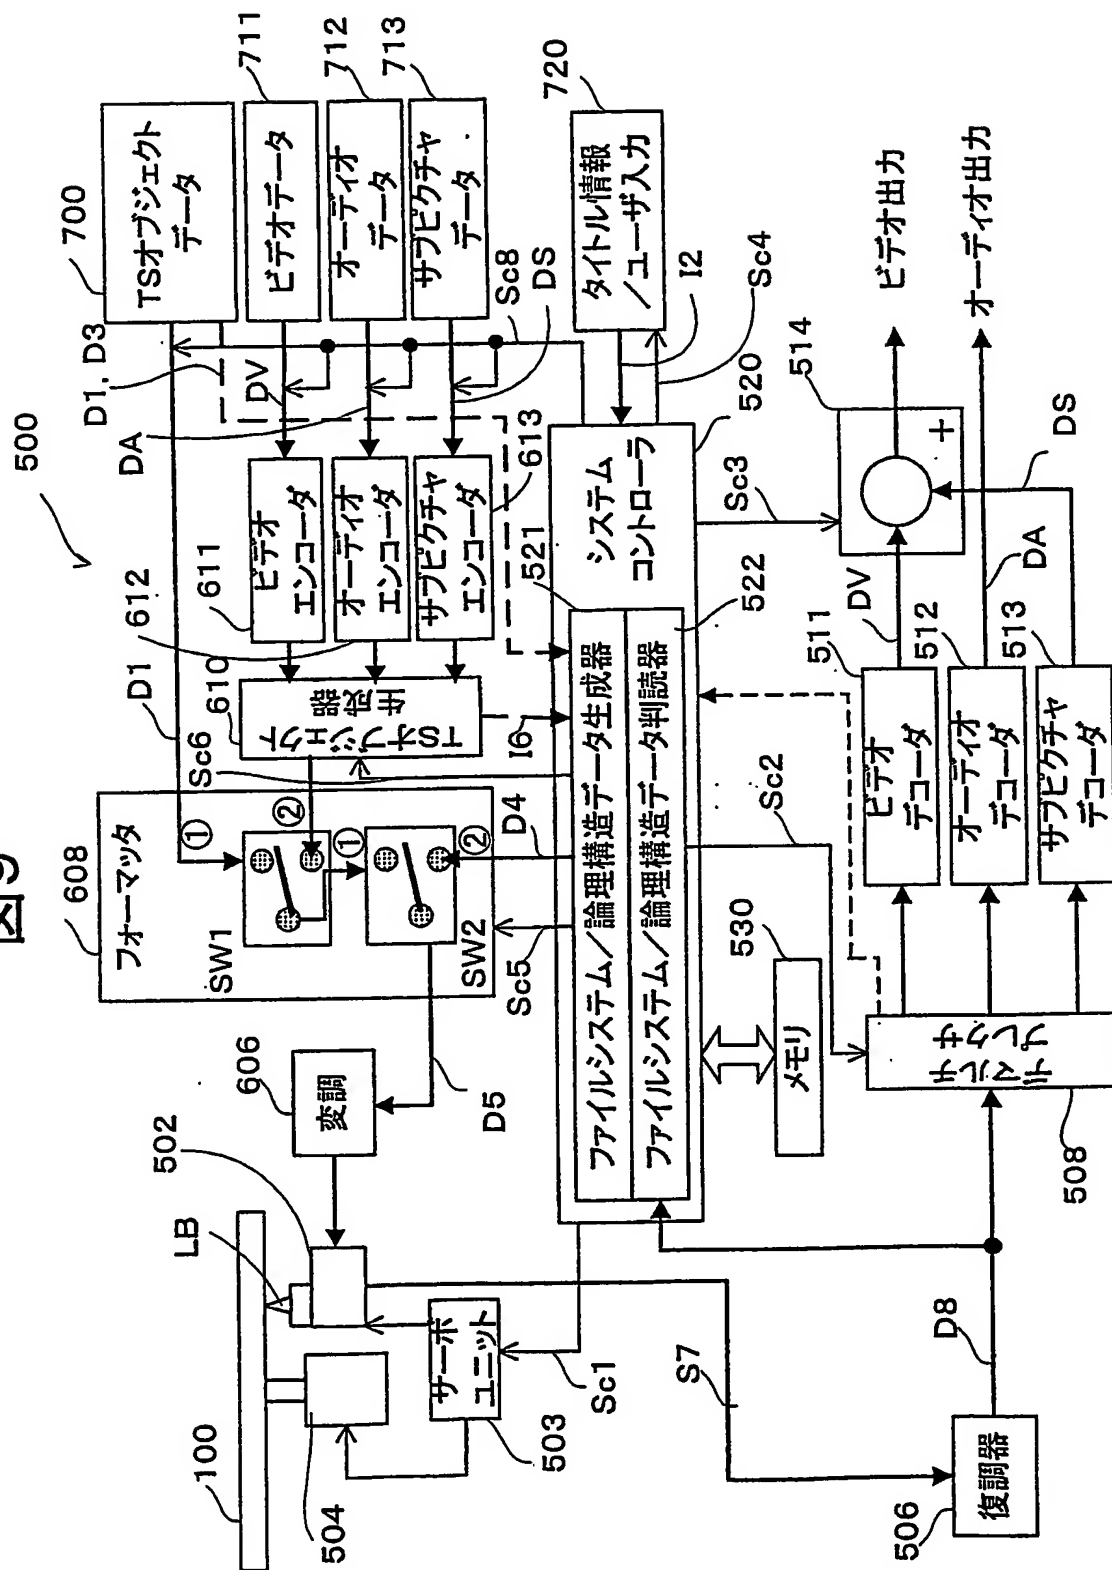 図9
500
100
LB
502
504
サーボ
ユニット
503
Sc1
606
変調
D5
608
フォーマッタ
①
②
SW1
①
②
SW2
Sc5
D4
Sc6
D1
610
TSオブジェクト
生成器
I6
612
611
ビデオ
エンコーダ
オーディオ
エンコーダ
サブピクチャ
エンコーダ
613
D1, D3
DV
DA
DS
Sc8
700
TSオブジェクト
データ
711
ビデオデータ
712
オーディオ
データ
713
サブピクチャ
データ
720
タイトル情報
/ユーザ入力
I2
Sc4
520
システム
コントローラ
521
ファイルシステム/論理構造データ生成器
ファイルシステム/論理構造データ判読器
522
Sc3
Sc2
530
メモリ
S7
506
復調器
D8
508
デマルチ
プレクサ
511
ビデオ
デコーダ
512
オーディオ
デコーダ
513
サブピクチャ
デコーダ
DV
DA
DS
514
+
ビデオ出力
オーディオ出力